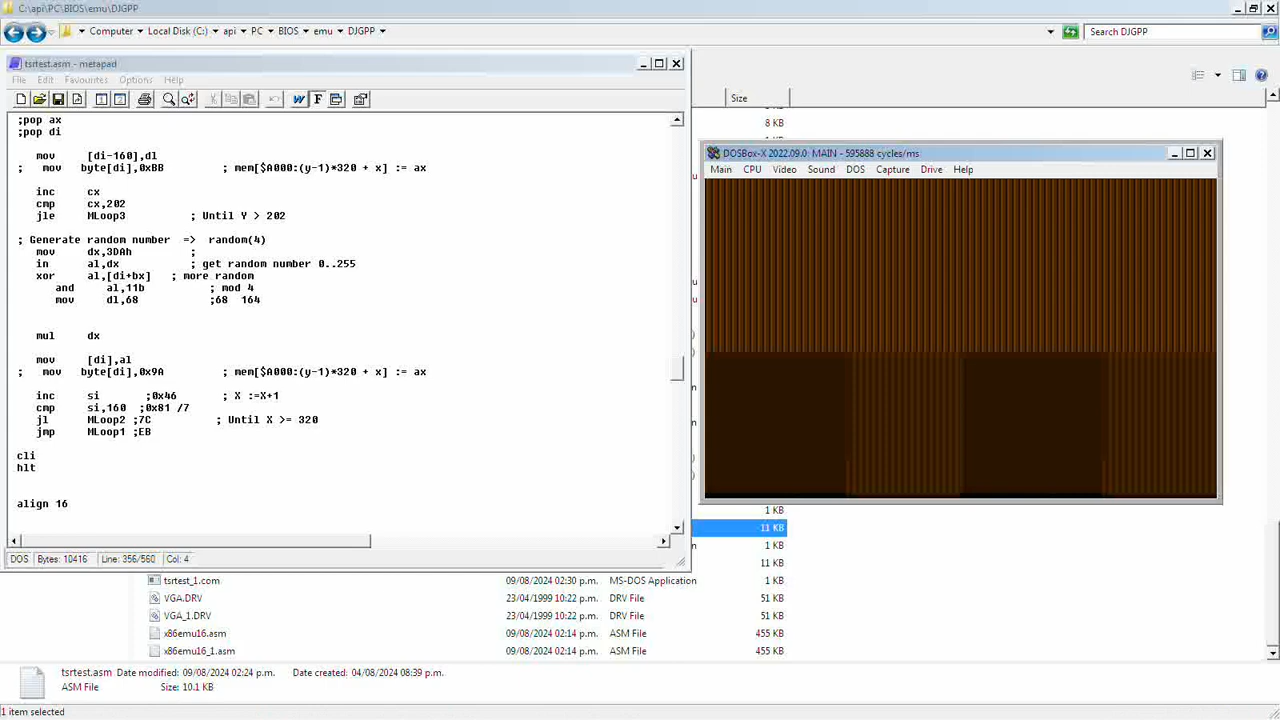 C:\api\PC\BIOS\emu\DJGPP
Computer Local Disk (C:) api PC BIOS emu DJGPP
Search DJGPP
tsrtest.asm - metapad
File Edit Favourites Options Help
Size
8 KB
;pop ax
;pop di
mov [di-160],dl
; mov byte[di],0xBB ; mem[$A000:(y-1)*320 + x] := ax
inc cx
cmp cx,202
jle MLoop3 ; Until Y > 202
; Generate random number => random(4)
mov dx,3DAh ;
in al,dx ; get random number 0..255
xor al,[di+bx] ; more random
and al,11b ; mod 4
mov dl,68 ;68 164
mul dx
mov [di],al
; mov byte[di],0x9A ; mem[$A000:(y-1)*320 + x] := ax
inc si ;0x46 ; X :=X+1
cmp si,160 ;0x81 /7
jl MLoop2 ;7C ; Until X >= 320
jmp MLoop1 ;EB
cli
hlt
align 16
DOS Bytes: 10416 Line: 356/560 Col: 4
DOSBox-X 2022.09.0: MAIN - 595888 cycles/ms
Main CPU Video Sound DOS Capture Drive Help
1 KB
11 KB
1 KB
11 KB
tsrtest_1.com 09/08/2024 02:30 p.m. MS-DOS Application 1 KB
VGA.DRV 23/04/1999 10:22 p.m. DRV File 51 KB
VGA_1.DRV 23/04/1999 10:22 p.m. DRV File 51 KB
x86emu16.asm 09/08/2024 02:14 p.m. ASM File 455 KB
x86emu16_1.asm 09/08/2024 02:14 p.m. ASM File 455 KB
tsrtest.asm Date modified: 09/08/2024 02:24 p.m. Date created: 04/08/2024 08:39 p.m.
ASM File Size: 10.1 KB
1 item selected